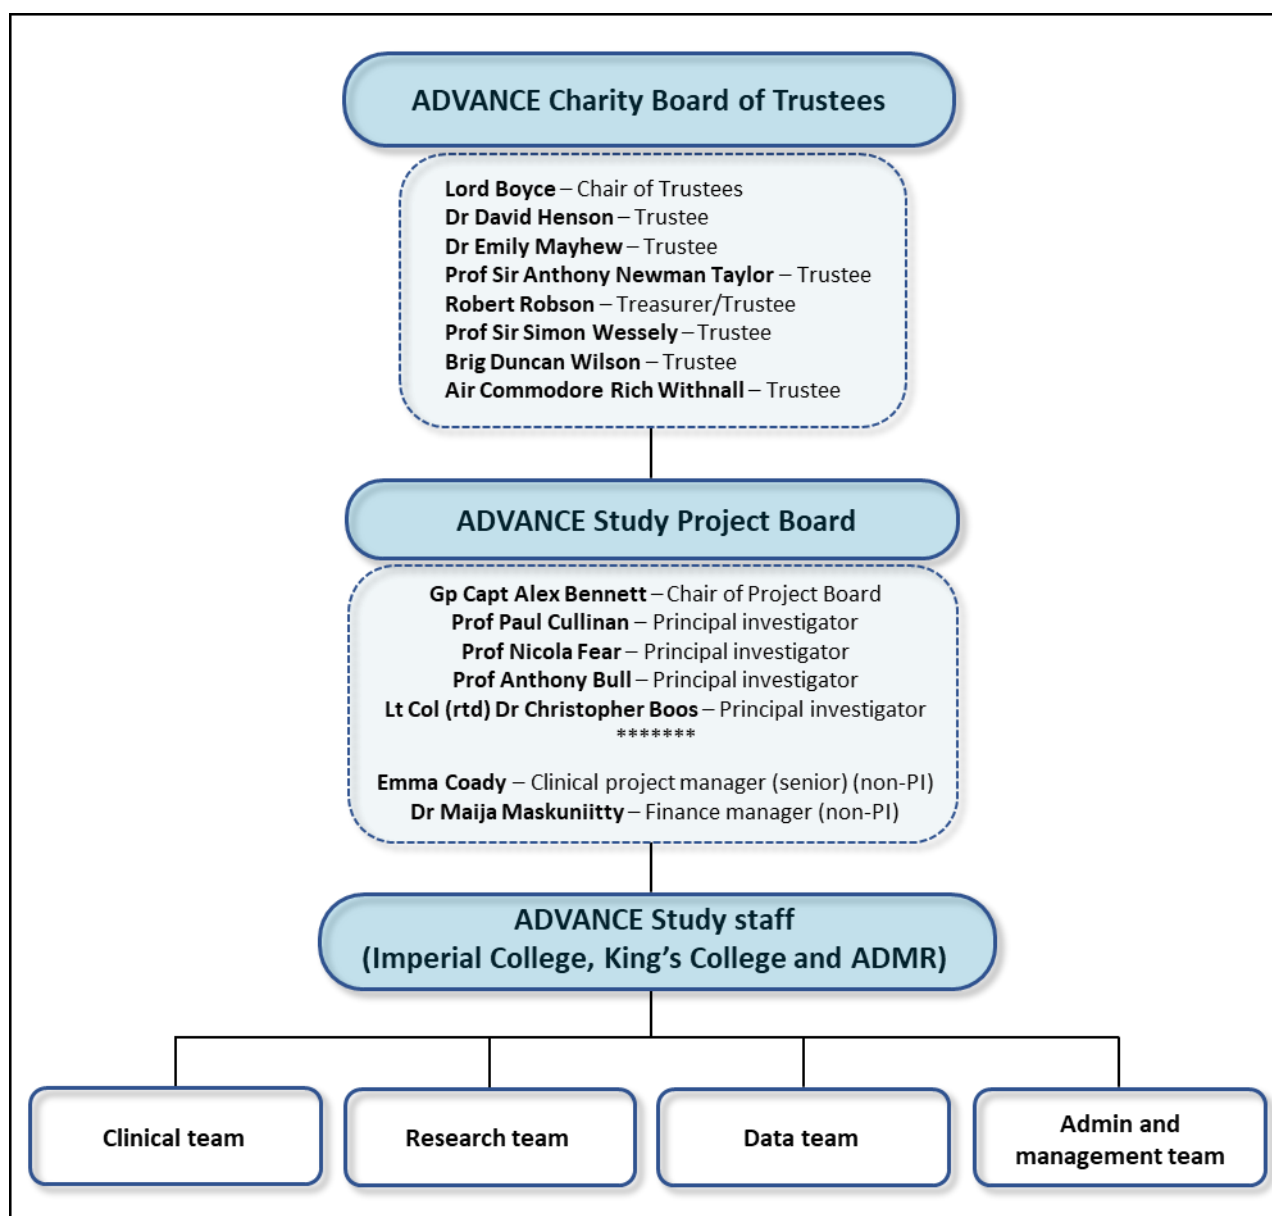 ADVANCE Charity Board of Trustees
Lord Boyce – Chair of Trustees
Dr David Henson – Trustee
Dr Emily Mayhew – Trustee
Prof Sir Anthony Newman Taylor – Trustee
Robert Robson – Treasurer/Trustee
Prof Sir Simon Wessely – Trustee
Brig Duncan Wilson – Trustee
Air Commodore Rich Withnall – Trustee
ADVANCE Study Project Board
Gp Capt Alex Bennett – Chair of Project Board
Prof Paul Cullinan – Principal investigator
Prof Nicola Fear – Principal investigator
Prof Anthony Bull – Principal investigator
Lt Col (rtd) Dr Christopher Boos – Principal investigator
*******
Emma Coady – Clinical project manager (senior) (non-PI)
Dr Maija Maskuniitty – Finance manager (non-PI)
ADVANCE Study staff
(Imperial College, King’s College and ADMR)
Clinical team
Research team
Data team
Admin and
management team